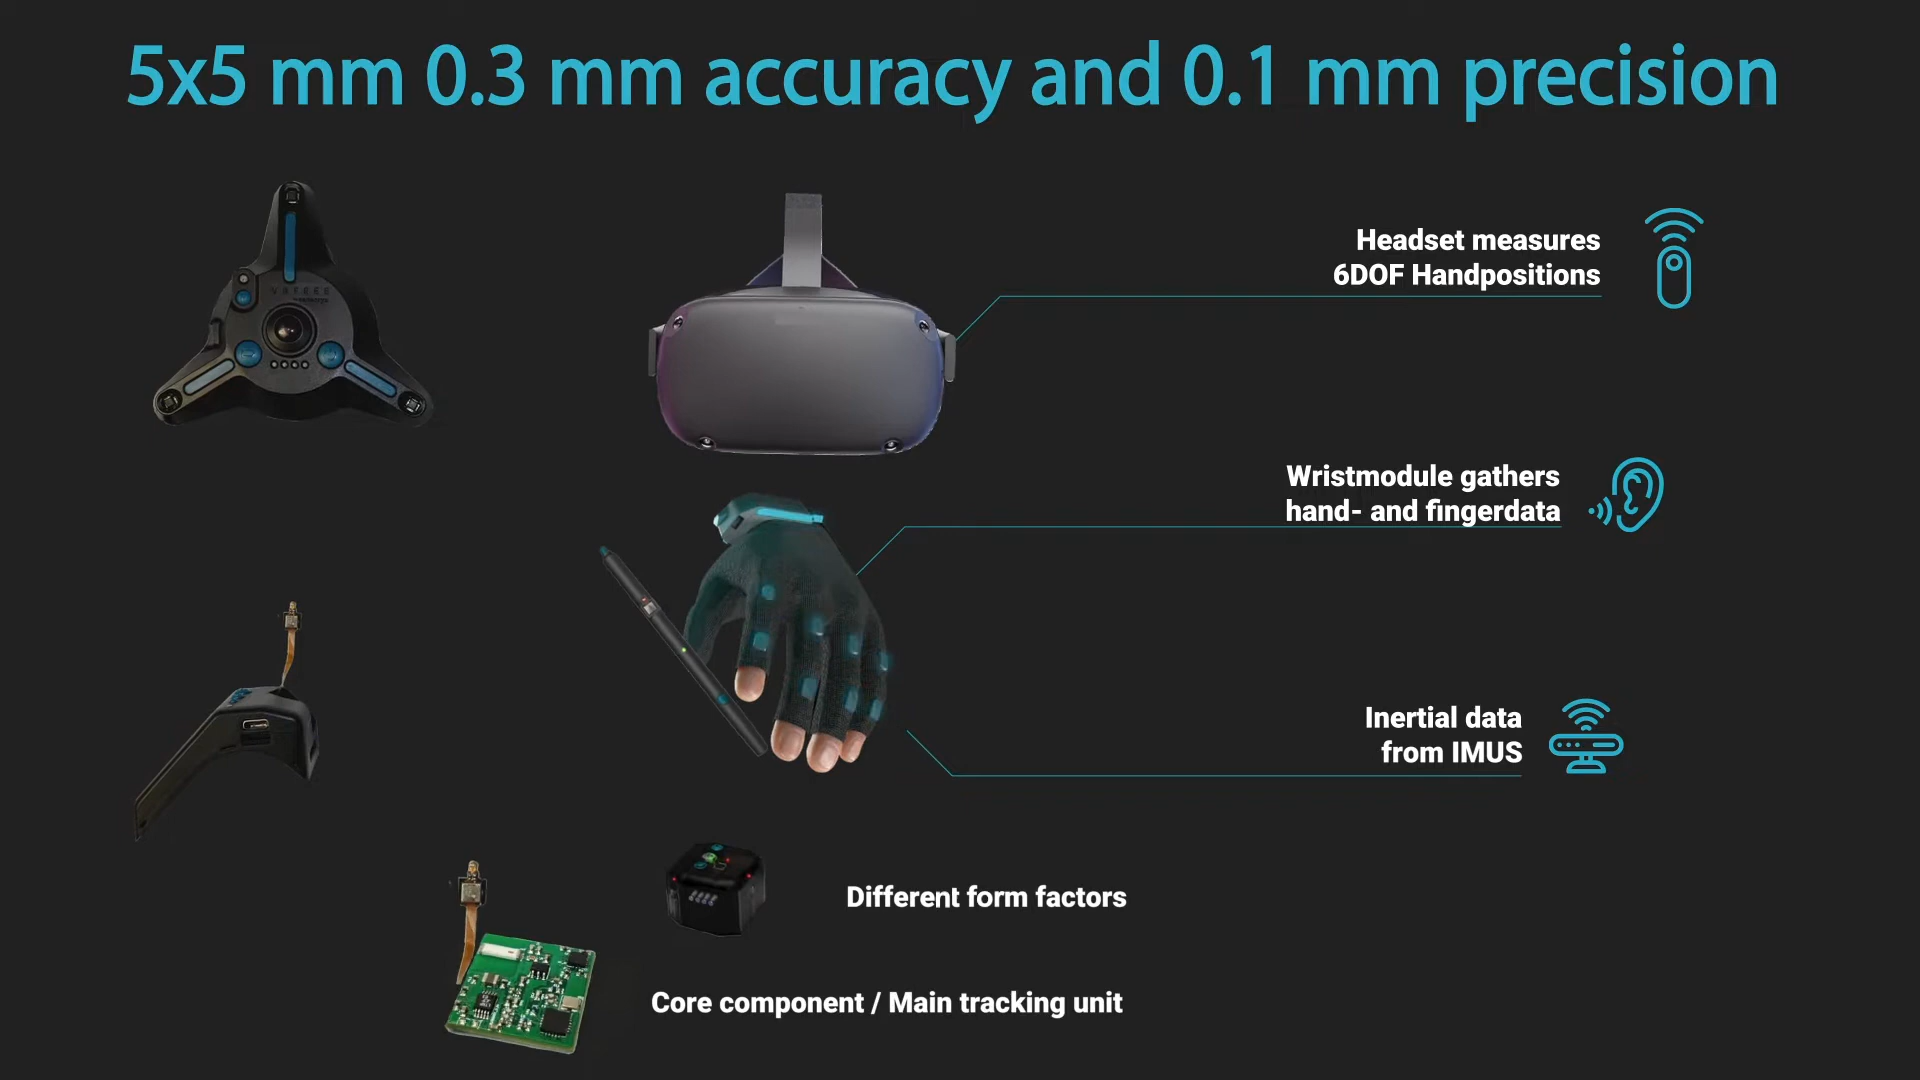 5x5 mm 0.3 mm accuracy and 0.1 mm precision
Headset measures
6DOF Handpositions
Wristmodule gathers
hand- and fingerdata
Inertial data
from IMUS
Different form factors
Core component / Main tracking unit